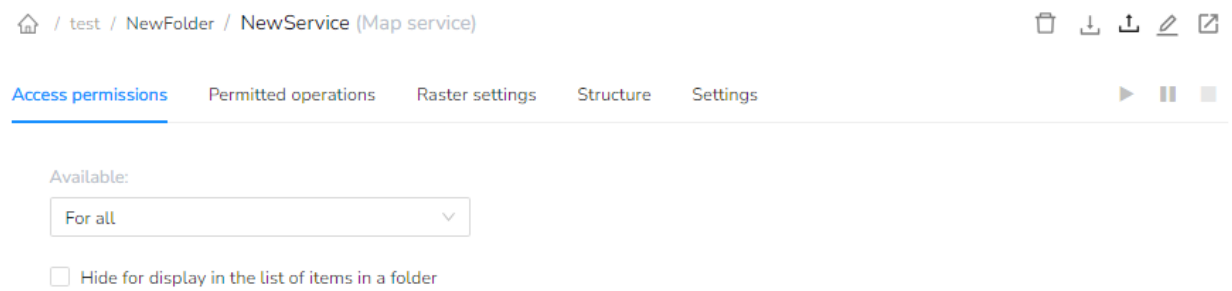 / test / NewFolder / NewService (Map service)
Access permissions Permitted operations Raster settings Structure Settings
Available:
For all
Hide for display in the list of items in a folder